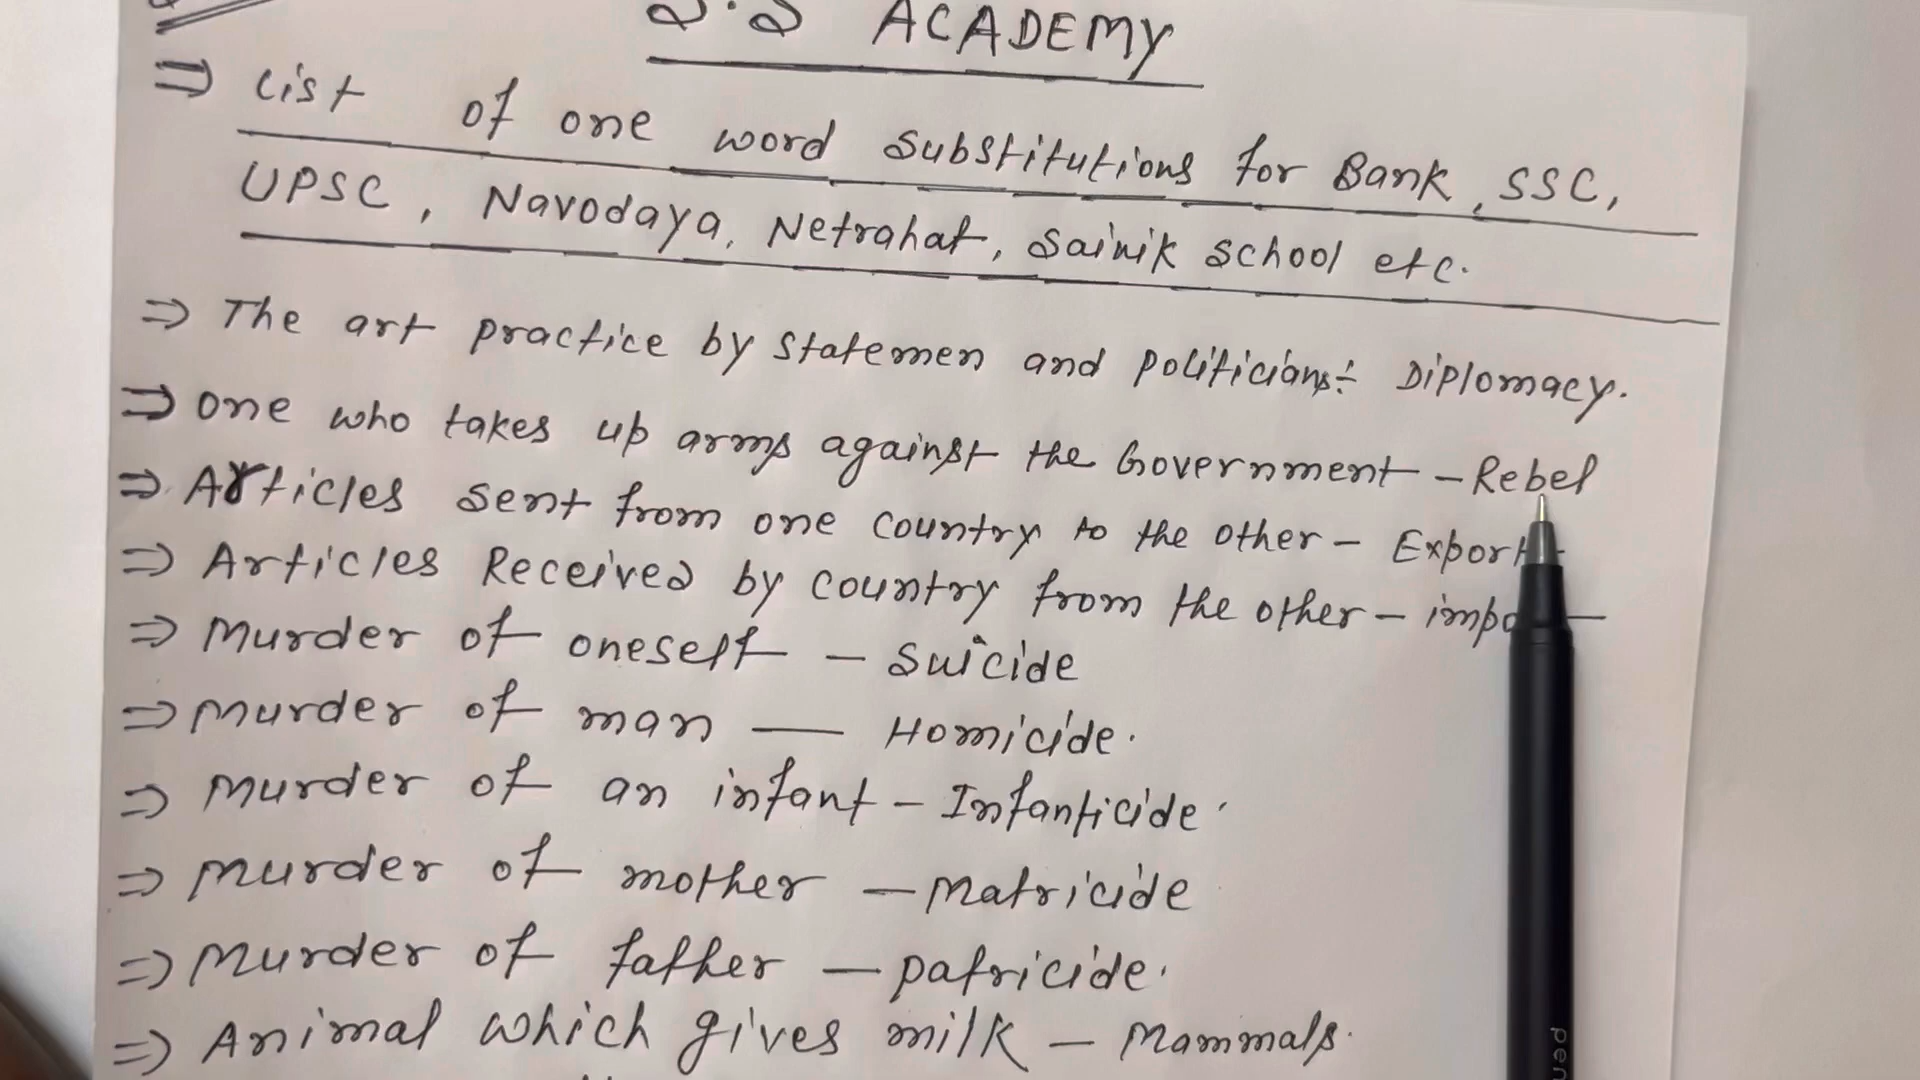 S.S ACADEMY
⇒ List of one word substitutions for Bank, SSC,
UPSC, Navodaya, Netrahat, Sainik School etc.
⇒ The art practice by statemen and politicians:- Diplomacy.
⇒ One who takes up arms against the Government - Rebel
⇒ Articles sent from one country to the other - Export
⇒ Articles Received by country from the other -
⇒ Murder of oneself - Suicide
⇒ Murder of man - Homicide.
⇒ Murder of an infant - Infanticide.
⇒ Murder of mother - Matricide
⇒ Murder of father - patricide.
⇒ Animal which gives milk - Mammals.
pen